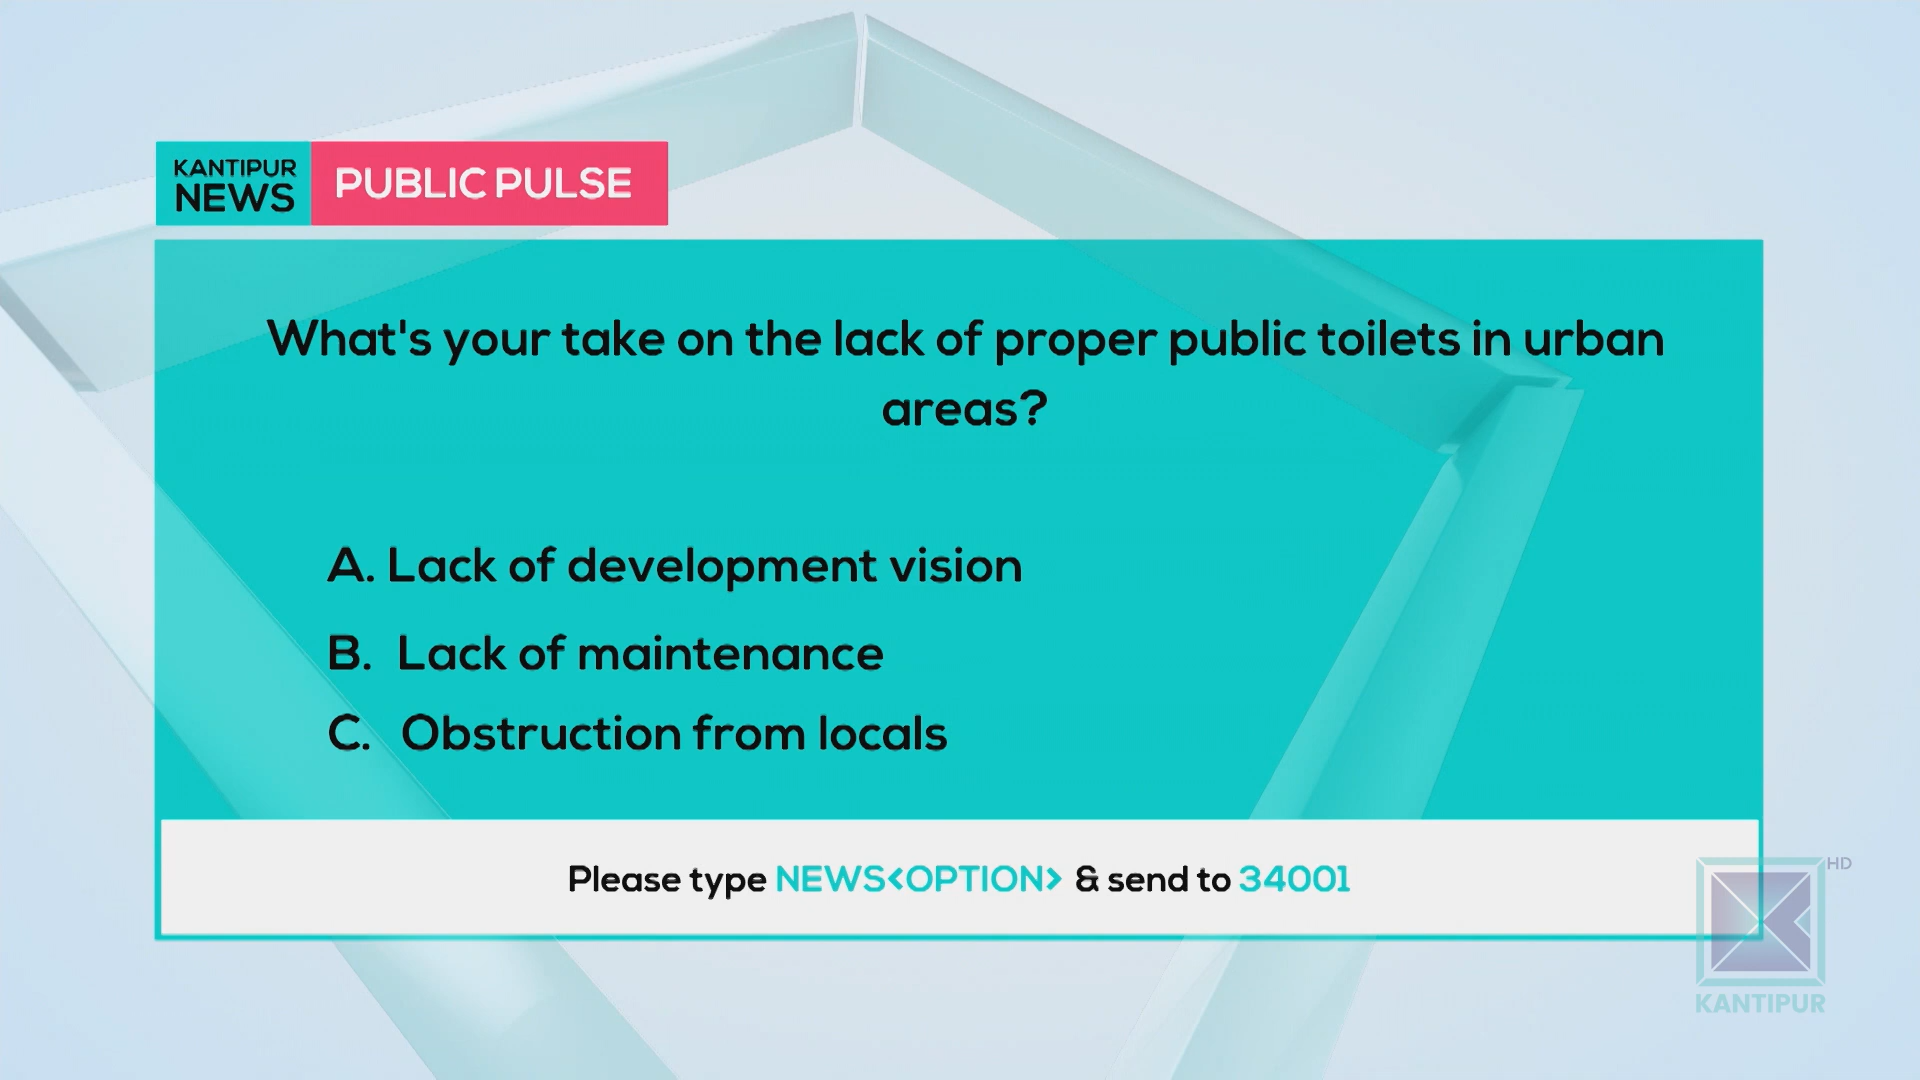 KANTIPUR
NEWS
PUBLIC PULSE
What's your take on the lack of proper public toilets in urban
areas?
A. Lack of development vision
B. Lack of maintenance
C. Obstruction from locals
Please type NEWS<OPTION> & send to 34001
HD
KANTIPUR